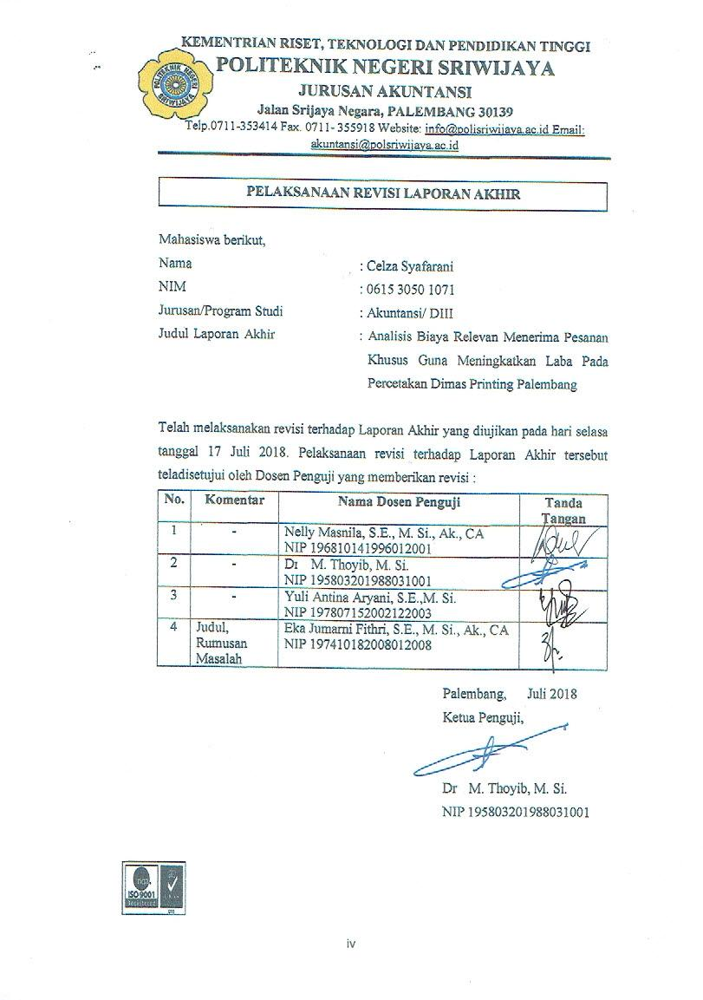 KEMENTRIAN RISET, TEKNOLOGI DAN PENDIDIKAN TINGGI
POLITEKNIK NEGERI SRIWIJAYA
JURUSAN AKUNTANSI
Jalan Srijaya Negara, PALEMBANG 30139
Telp.0711-353414 Fax. 0711- 355918 Website: info@polisriwijaya.ac.id Email:
akuntansi@polsriwijaya.ac.id
POLITEKNIK NEGERI
SRIWIJAYA
PELAKSANAAN REVISI LAPORAN AKHIR
Mahasiswa berikut,
Nama : Celza Syafarani
NIM : 0615 3050 1071
Jurusan/Program Studi : Akuntansi/ DIII
Judul Laporan Akhir : Analisis Biaya Relevan Menerima Pesanan
Khusus Guna Meningkatkan Laba Pada
Percetakan Dimas Printing Palembang
Telah melaksanakan revisi terhadap Laporan Akhir yang diujikan pada hari selasa
tanggal 17 Juli 2018. Pelaksanaan revisi terhadap Laporan Akhir tersebut
teladisetujui oleh Dosen Penguji yang memberikan revisi :
No. Komentar Nama Dosen Penguji Tanda
Tangan
1 - Nelly Masnila, S.E., M. Si., Ak., CA
NIP 196810141996012001
2 - Dr M. Thoyib, M. Si.
NIP 195803201988031001
3 - Yuli Antina Aryani, S.E.,M. Si.
NIP 197807152002122003
4 Judul, Eka Jumarni Fithri, S.E., M. Si., Ak., CA
Rumusan NIP 197410182008012008
Masalah
Palembang, Juli 2018
Ketua Penguji,
Dr M. Thoyib, M. Si.
NIP 195803201988031001
nqa
ISO 9001
Registered
iv